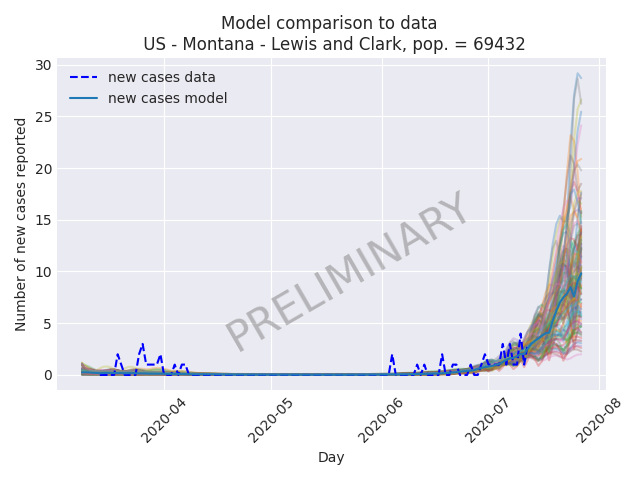 Model comparison to data
US - Montana - Lewis and Clark, pop. = 69432
new cases data
new cases model
Number of new cases reported
30
25
20
15
10
5
0
PRELIMINARY
2020-04
2020-05
2020-06
2020-07
2020-08
Day